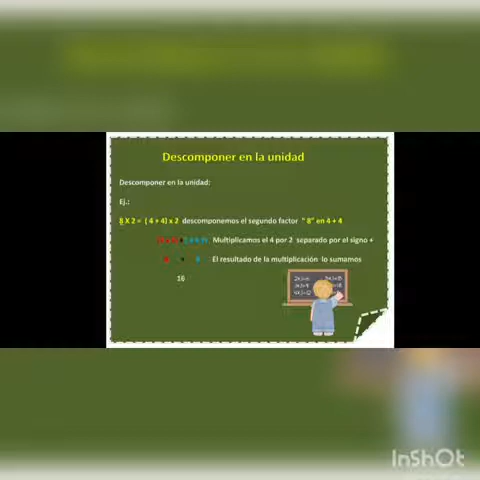 Descomponer en la unidad
Descomponer en la unidad:
Ej.:
8 X 2 = ( 4 + 4) x 2 descomponemos el segundo factor " 8" en 4 + 4
Multiplicamos el 4 por 2 separado por el signo +
8 + 8 El resultado de la multiplicación lo sumamos
16
InShOt